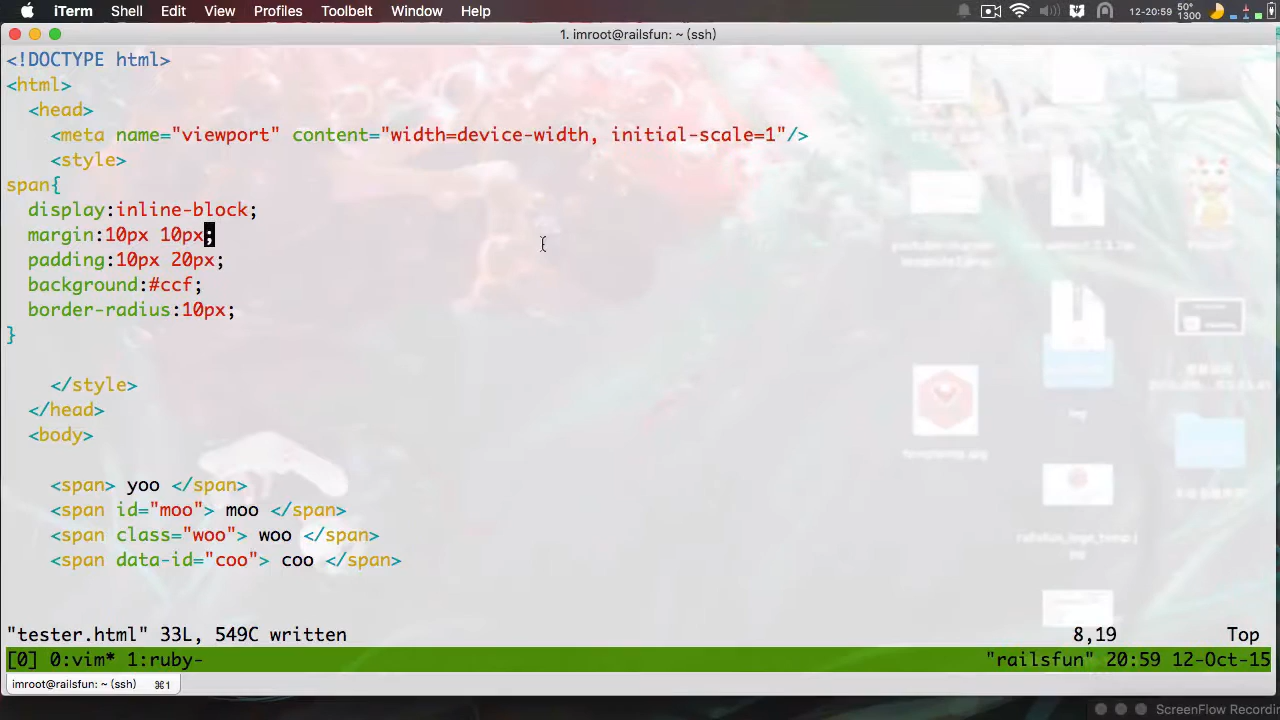 iTerm Shell Edit View Profiles Toolbelt Window Help 12-20:59 50° 1300
1. imroot@railsfun: ~ (ssh)
<!DOCTYPE html>
<html>
  <head>
    <meta name="viewport" content="width=device-width, initial-scale=1"/>
    <style>
span{
  display:inline-block;
  margin:10px 10px;
  padding:10px 20px;
  background:#ccf;
  border-radius:10px;
}
    </style>
  </head>
  <body>
    <span> yoo </span>
    <span id="moo"> moo </span>
    <span class="woo"> woo </span>
    <span data-id="coo"> coo </span>
"tester.html" 33L, 549C written 8,19 Top
[0] 0:vim* 1:ruby- "railsfun" 20:59 12-Oct-15
imroot@railsfun: ~ (ssh) ⌘1
ScreenFlow Recordin